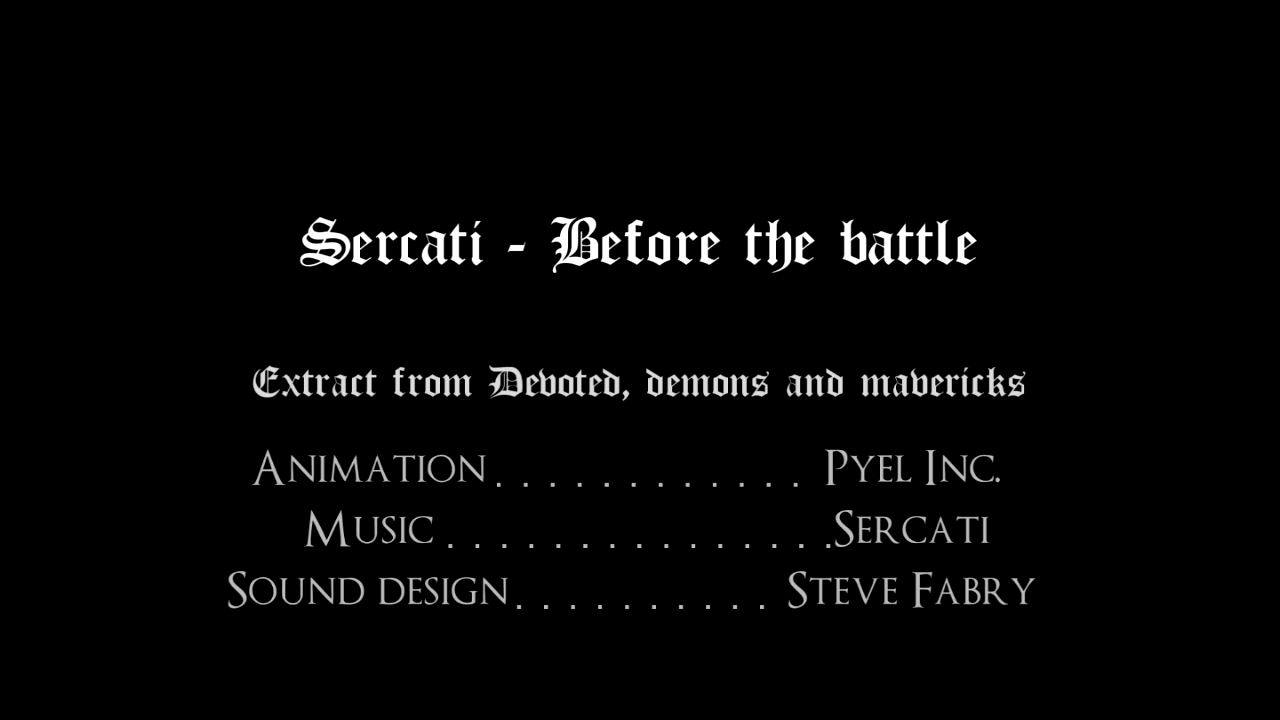 Sercati - Before the battle
Extract from Devoted, demons and mavericks
Animation . . . . . . . . . . . . Pyel Inc.
Music . . . . . . . . . . . . . . .Sercati
Sound design. . . . . . . . . . Steve Fabry